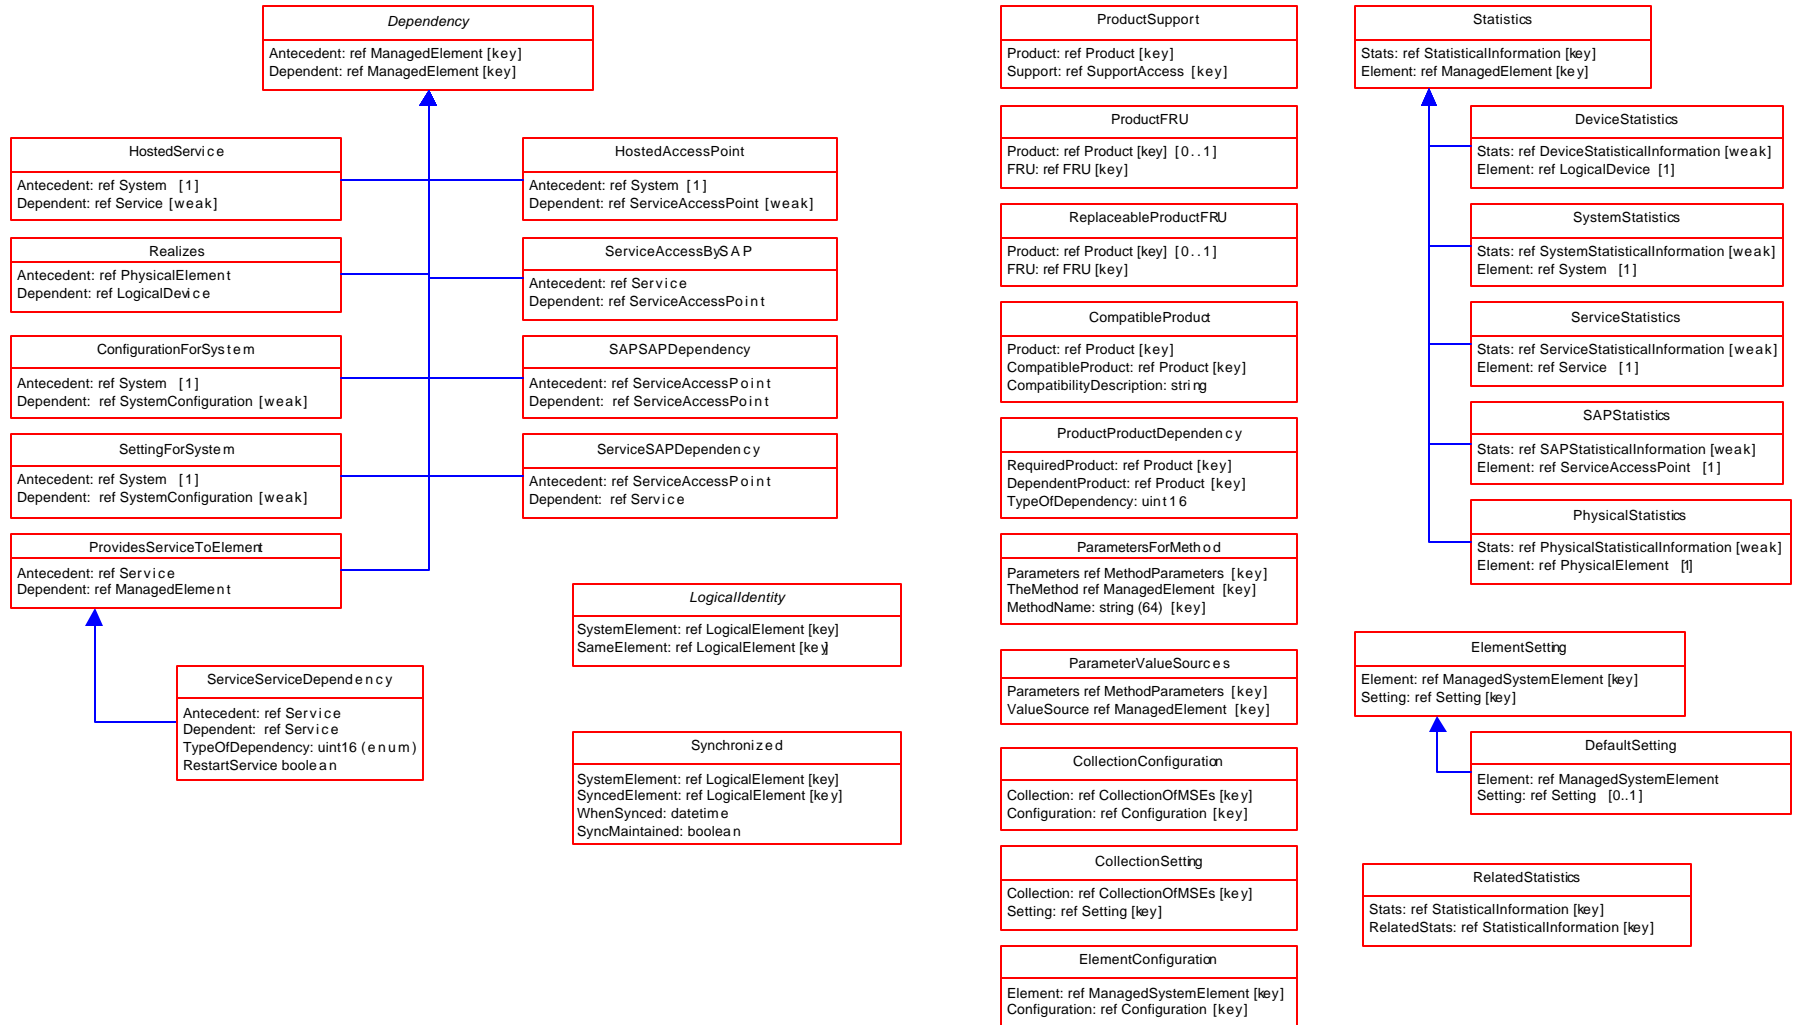 Dependency
Antecedent: ref ManagedElement [key]
Dependent: ref ManagedElement [key]
HostedService
Antecedent: ref System [1]
Dependent: ref Service [weak]
HostedAccessPoint
Antecedent: ref System [1]
Dependent: ref ServiceAccessPoint [weak]
Realizes
Antecedent: ref PhysicalElement
Dependent: ref LogicalDevice
ServiceAccessBySAP
Antecedent: ref Service
Dependent: ref ServiceAccessPoint
ConfigurationForSystem
Antecedent: ref System [1]
Dependent: ref SystemConfiguration [weak]
SAPSAPDependency
Antecedent: ref ServiceAccessPoint
Dependent: ref ServiceAccessPoint
SettingForSystem
Antecedent: ref System [1]
Dependent: ref SystemConfiguration [weak]
ServiceSAPDependency
Antecedent: ref ServiceAccessPoint
Dependent: ref Service
ProvidesServiceToElement
Antecedent: ref Service
Dependent: ref ManagedElement
ServiceServiceDependency
Antecedent: ref Service
Dependent: ref Service
TypeOfDependency: uint16 (enum)
RestartService boolean
LogicalIdentity
SystemElement: ref LogicalElement [key]
SameElement: ref LogicalElement [key]
Synchronized
SystemElement: ref LogicalElement [key]
SyncedElement: ref LogicalElement [key]
WhenSynced: datetime
SyncMaintained: boolean
ProductSupport
Product: ref Product [key]
Support: ref SupportAccess [key]
ProductFRU
Product: ref Product [key] [0..1]
FRU: ref FRU [key]
ReplaceableProductFRU
Product: ref Product [key] [0..1]
FRU: ref FRU [key]
CompatibleProduct
Product: ref Product [key]
CompatibleProduct: ref Product [key]
CompatibilityDescription: string
ProductProductDependency
RequiredProduct: ref Product [key]
DependentProduct: ref Product [key]
TypeOfDependency: uint16
ParametersForMethod
Parameters ref MethodParameters [key]
TheMethod ref ManagedElement [key]
MethodName: string (64) [key]
ParameterValueSources
Parameters ref MethodParameters [key]
ValueSource ref ManagedElement [key]
CollectionConfiguration
Collection: ref CollectionOfMSEs [key]
Configuration: ref Configuration [key]
CollectionSetting
Collection: ref CollectionOfMSEs [key]
Setting: ref Setting [key]
ElementConfiguration
Element: ref ManagedSystemElement [key]
Configuration: ref Configuration [key]
Statistics
Stats: ref StatisticalInformation [key]
Element: ref ManagedElement [key]
DeviceStatistics
Stats: ref DeviceStatisticalInformation [weak]
Element: ref LogicalDevice [1]
SystemStatistics
Stats: ref SystemStatisticalInformation [weak]
Element: ref System [1]
ServiceStatistics
Stats: ref ServiceStatisticalInformation [weak]
Element: ref Service [1]
SAPStatistics
Stats: ref SAPStatisticalInformation [weak]
Element: ref ServiceAccessPoint [1]
PhysicalStatistics
Stats: ref PhysicalStatisticalInformation [weak]
Element: ref PhysicalElement [1]
ElementSetting
Element: ref ManagedSystemElement [key]
Setting: ref Setting [key]
DefaultSetting
Element: ref ManagedSystemElement
Setting: ref Setting [0..1]
RelatedStatistics
Stats: ref StatisticalInformation [key]
RelatedStats: ref StatisticalInformation [key]